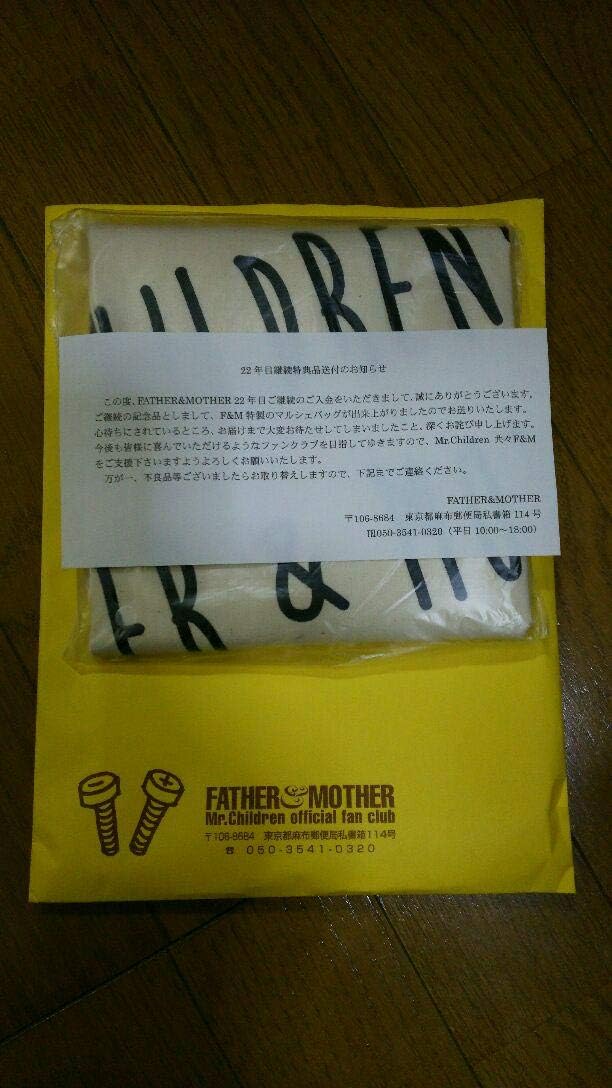 CHILDREN
22年目継続特典品送付のお知らせ
この度、FATHER&MOTHER 22年目ご継続のご入金をいただきまして、誠にありがとうございます。
ご継続の記念品としまして、F&M特製のマルシェバッグが出来上がりましたのでお送りいたします。
心待ちにされているところ、お届けまで大変お待たせしてしまいましたこと、深くお詫び申し上げます。
今後も皆様に喜んでいただけるようなファンクラブを目指してゆきますので、Mr.Children共々F&M
をご支援下さいますようよろしくお願いいたします。
万が一、不良品等ございましたらお取り替えしますので、下記までご連絡ください。
FATHER&MOTHER
〒106-8684 東京都麻布郵便局私書箱114号
℡050-3541-0320（平日 10:00～18:00）
ER &
FATHER&MOTHER
Mr.Children official fan club
〒106-8684 東京都麻布郵便局私書箱114号
☎ 050-3541-0320